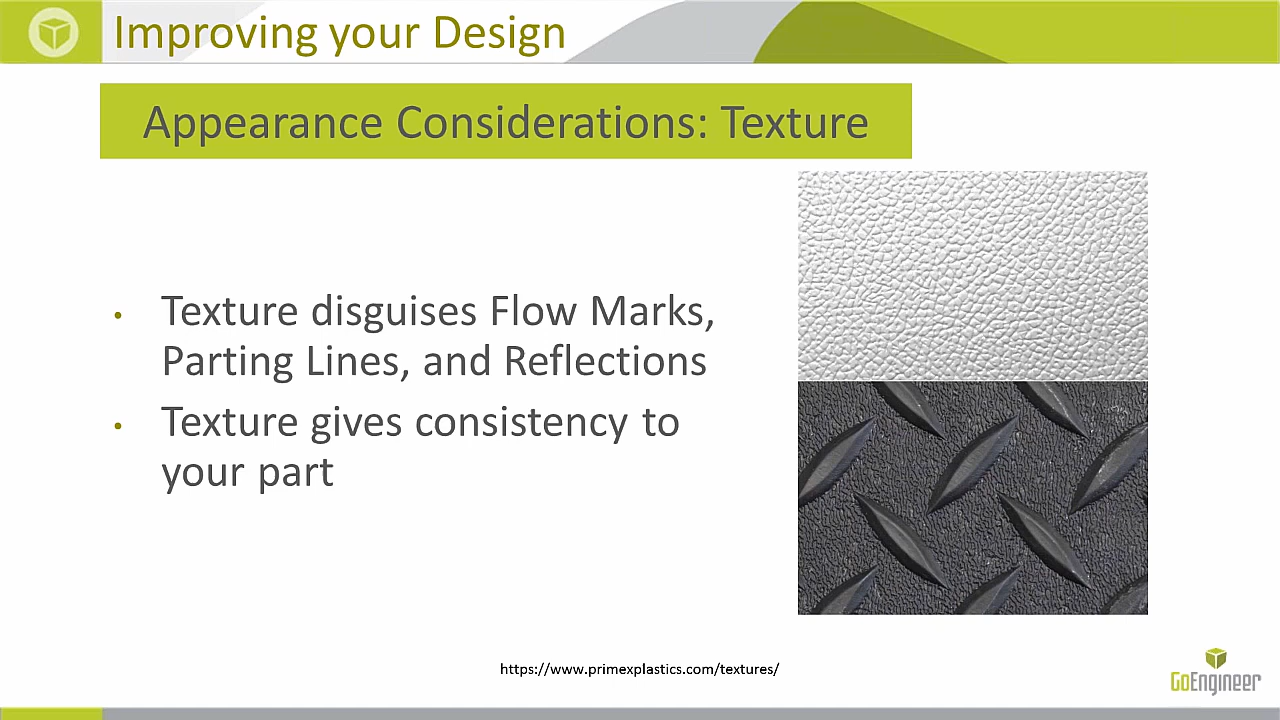 Improving your Design
Appearance Considerations: Texture
• Texture disguises Flow Marks,
Parting Lines, and Reflections
• Texture gives consistency to
your part
https://www.primexplastics.com/textures/
GoEngineer